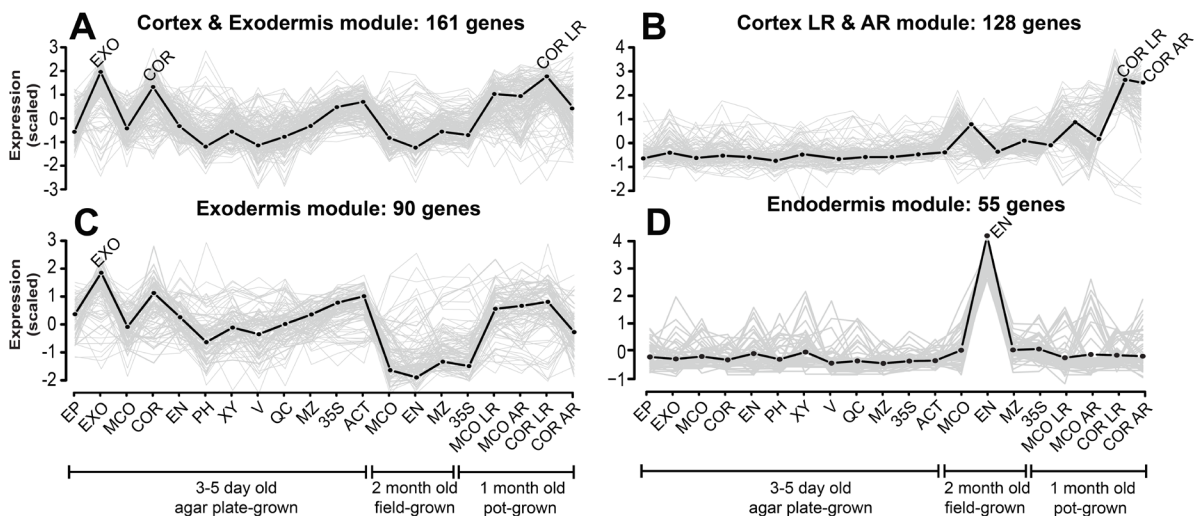 A
Cortex & Exodermis module: 161 genes
Expression
(scaled)
3
2
1
0
-1
-2
-3
EXO
COR
COR LR
B
Cortex LR & AR module: 128 genes
4
3
2
1
0
-1
-2
COR LR
COR AR
C
Exodermis module: 90 genes
Expression
(scaled)
3
2
1
0
-1
-2
EXO
EP
EXO
MCO
COR
EN
PH
XY
V
QC
MZ
35S
ACT
MCO
EN
MZ
35S
MCO LR
MCO AR
COR LR
COR AR
3-5 day old
agar plate-grown
2 month old
field-grown
1 month old
pot-grown
D
Endodermis module: 55 genes
4
3
2
1
0
-1
EN
EP
EXO
MCO
COR
EN
PH
XY
V
QC
MZ
35S
ACT
MCO
EN
MZ
35S
MCO LR
MCO AR
COR LR
COR AR
3-5 day old
agar plate-grown
2 month old
field-grown
1 month old
pot-grown